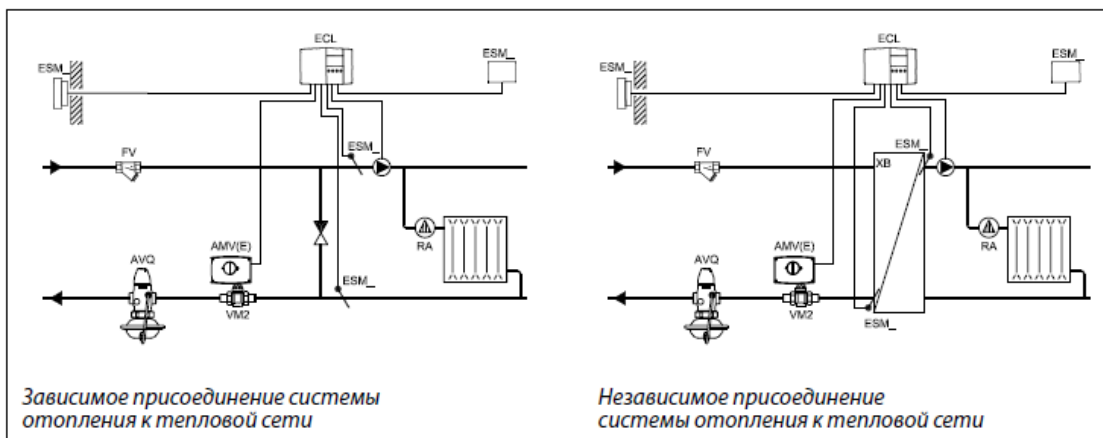 ECL
ESM_
ESM_
FV
ESM_
RA
AMV(E)
AVQ
ESM_
VM2
Зависимое присоединение системы
отопления к тепловой сети
ECL
ESM_
ESM_
FV
ESM_
XB
RA
AMV(E)
AVQ
VM2
ESM_
Независимое присоединение
системы отопления к тепловой сети